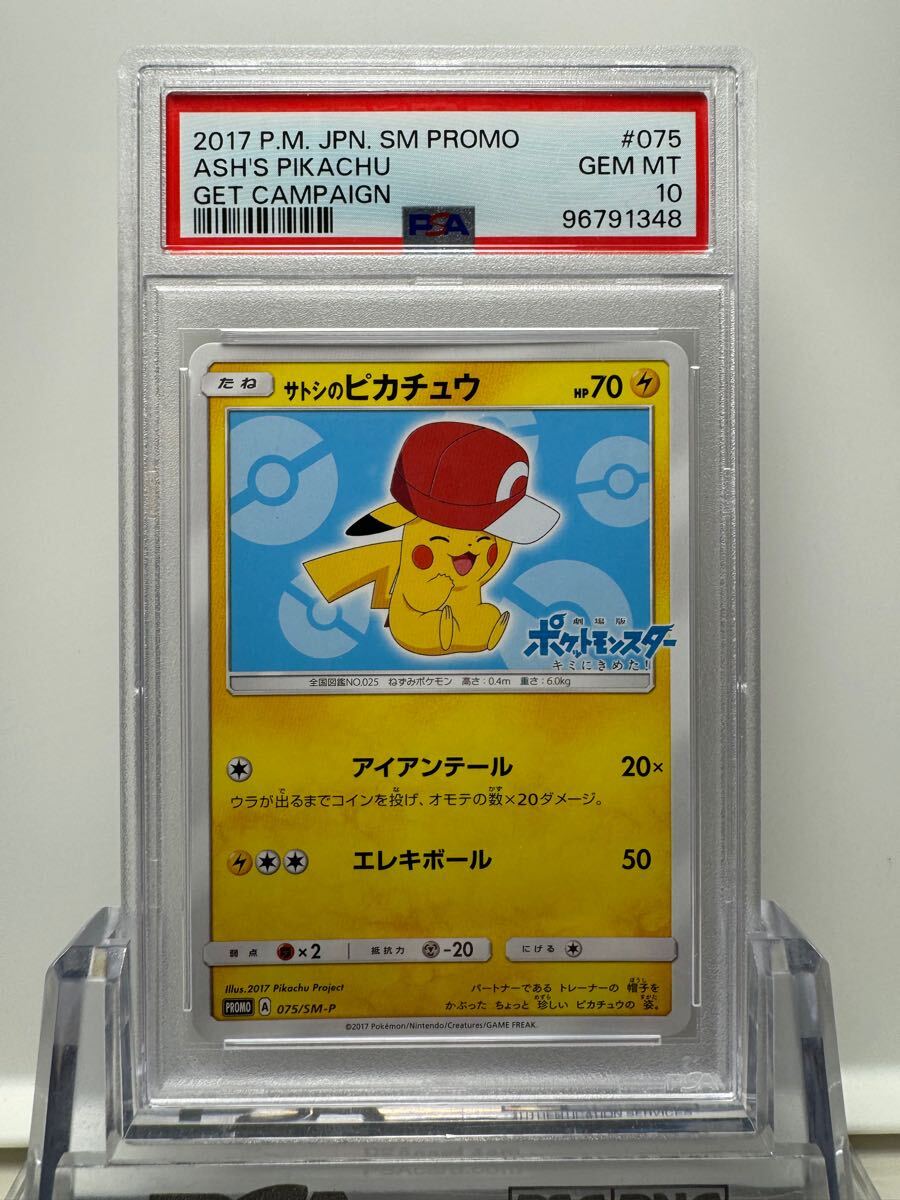 2017 P.M. JPN. SM PROMO #075
ASH'S PIKACHU GEM MT
GET CAMPAIGN 10
PSA 96791348
たね サトシのピカチュウ HP70
劇場版
ポケットモンスター
キミにきめた!
全国図鑑NO.025 ねずみポケモン 高さ:0.4m 重さ:6.0kg
アイアンテール 20×
ウラが出るまでコインを投げ、オモテの数×20ダメージ。
エレキボール 50
弱点 ×2 抵抗力 -20 にげる
Illus.2017 Pikachu Project
パートナーである トレーナーの 帽子を
PROMO A 075/SM-P
かぶった ちょっと 珍しい ピカチュウの 姿。
©2017 Pokémon/Nintendo/Creatures/GAME FREAK.